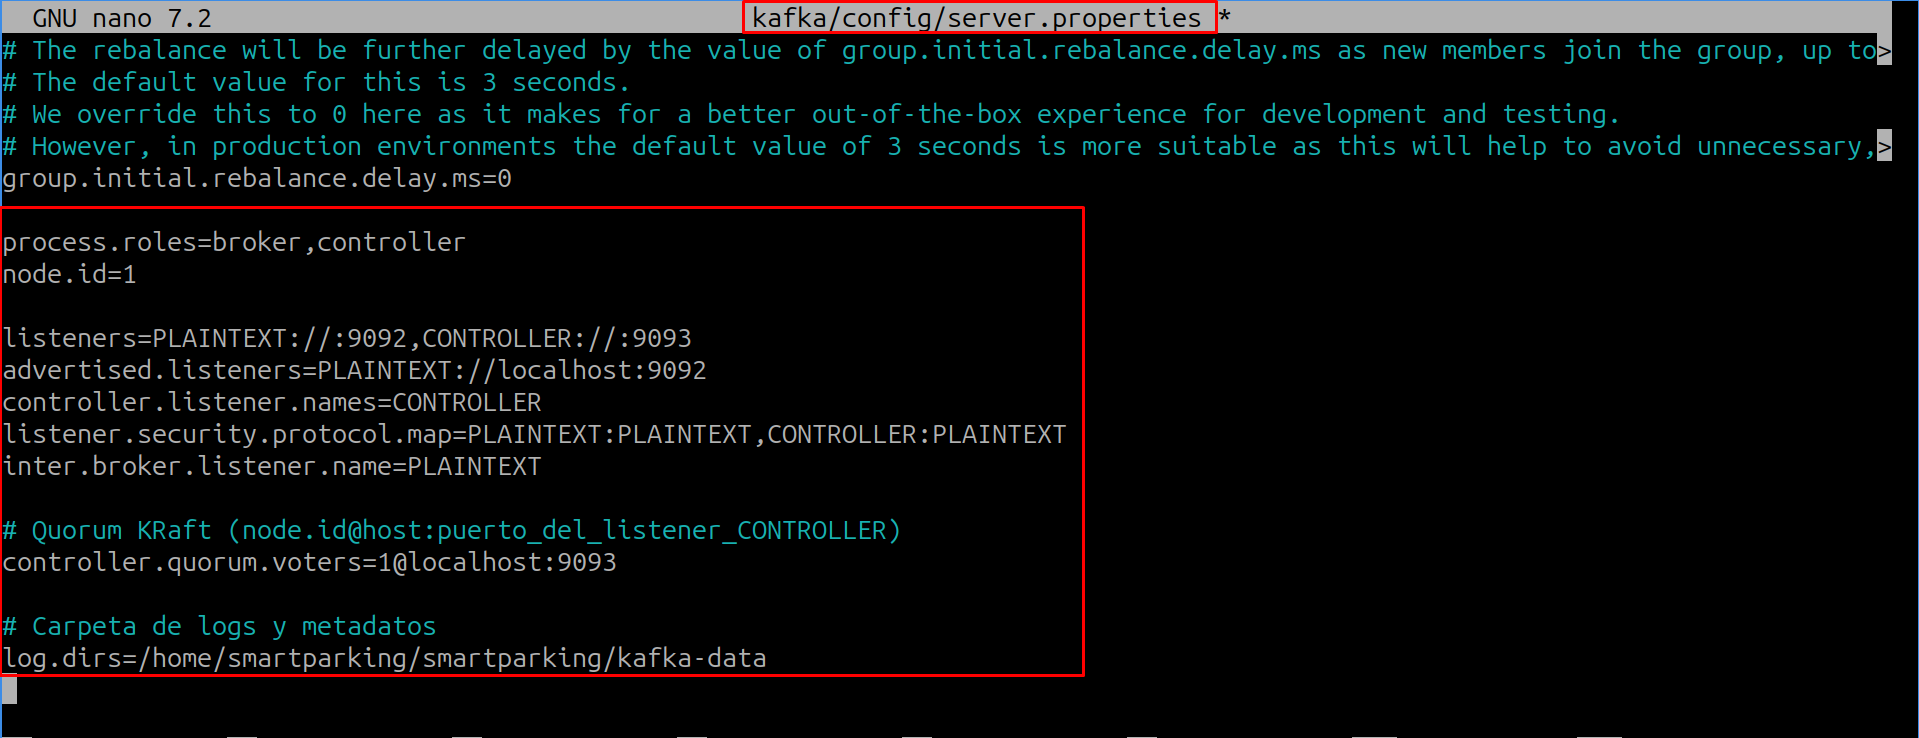 GNU nano 7.2 kafka/config/server.properties *
# The rebalance will be further delayed by the value of group.initial.rebalance.delay.ms as new members join the group, up to>
# The default value for this is 3 seconds.
# We override this to 0 here as it makes for a better out-of-the-box experience for development and testing.
# However, in production environments the default value of 3 seconds is more suitable as this will help to avoid unnecessary,>
group.initial.rebalance.delay.ms=0
process.roles=broker,controller
node.id=1
listeners=PLAINTEXT://:9092,CONTROLLER://:9093
advertised.listeners=PLAINTEXT://localhost:9092
controller.listener.names=CONTROLLER
listener.security.protocol.map=PLAINTEXT:PLAINTEXT,CONTROLLER:PLAINTEXT
inter.broker.listener.name=PLAINTEXT
# Quorum KRaft (node.id@host:puerto_del_listener_CONTROLLER)
controller.quorum.voters=1@localhost:9093
# Carpeta de logs y metadatos
log.dirs=/home/smartparking/smartparking/kafka-data